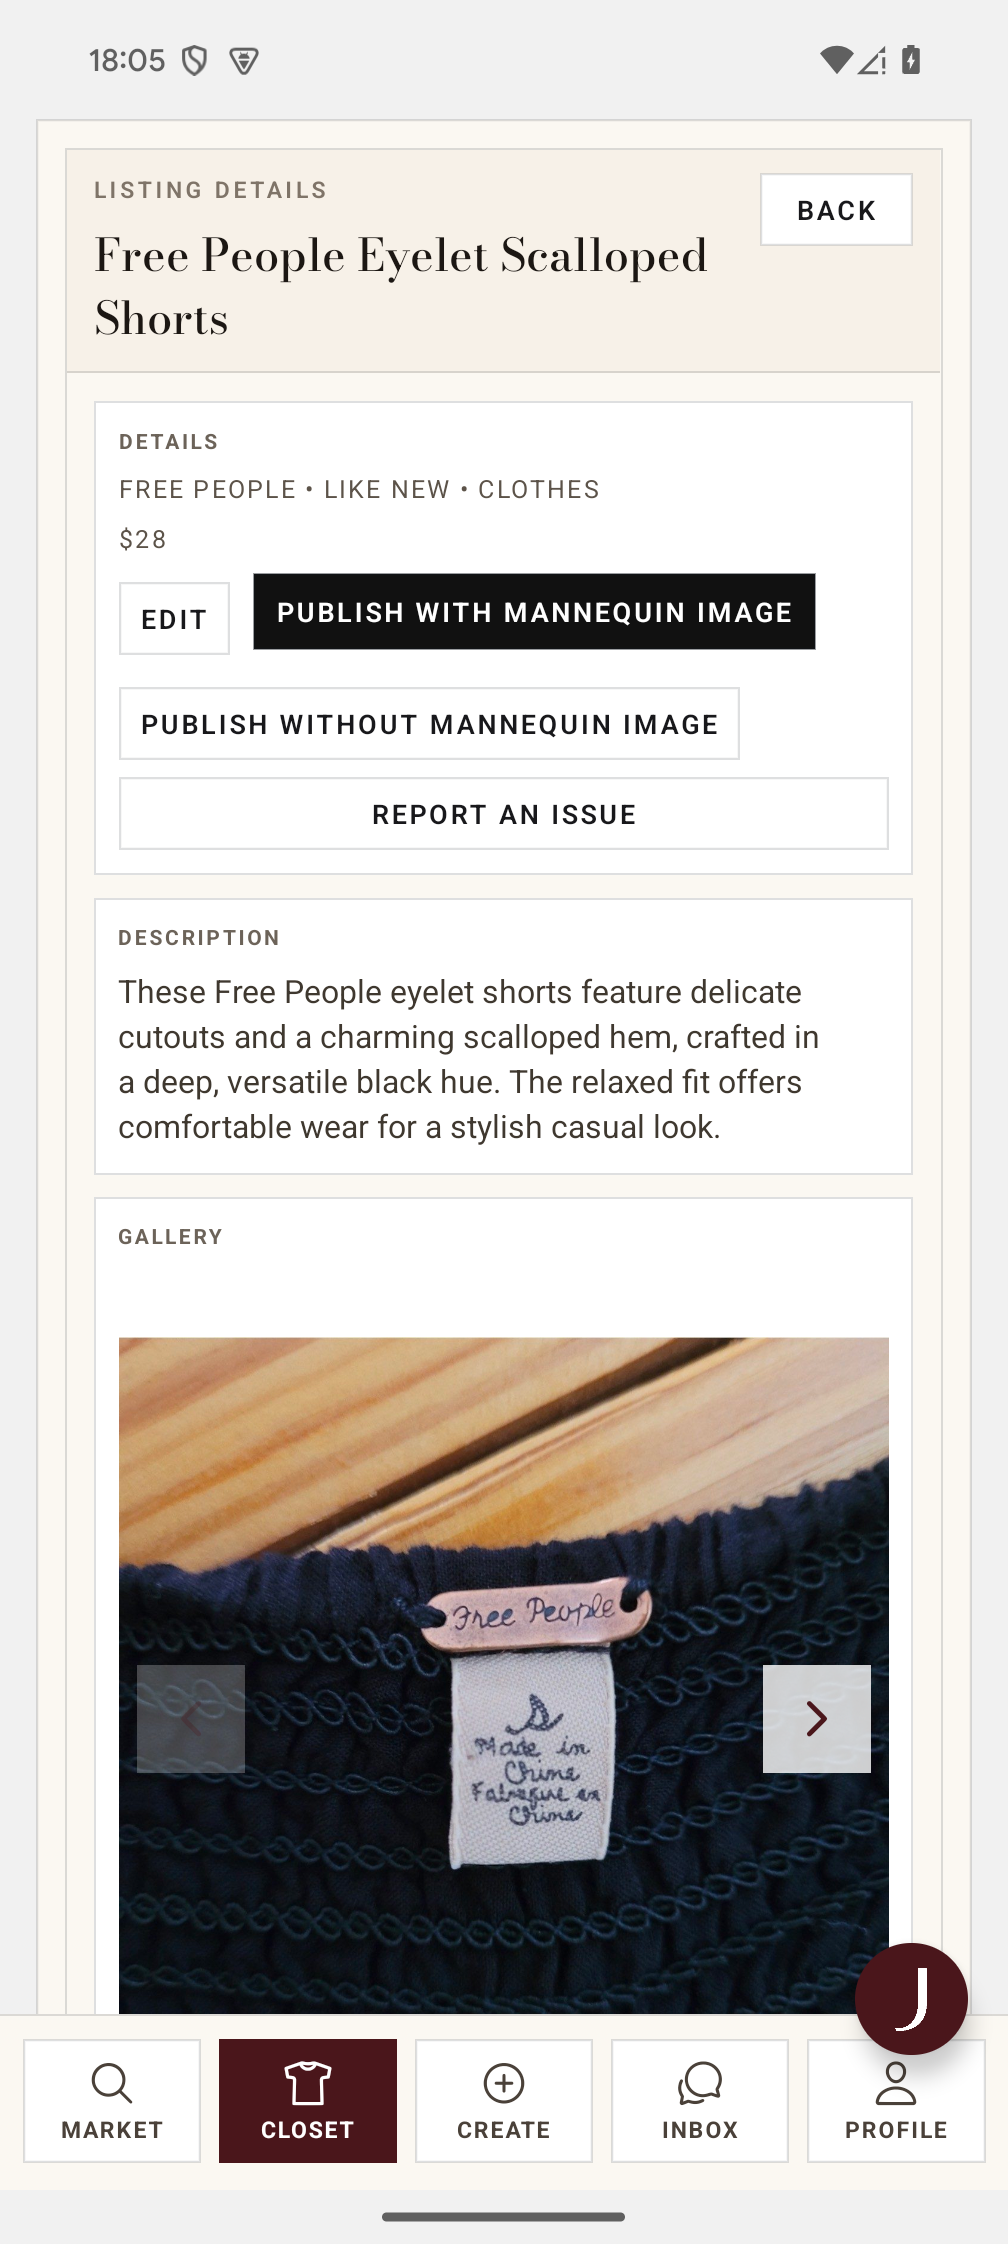 18:05
LISTING DETAILS
BACK
Free People Eyelet Scalloped
Shorts
DETAILS
FREE PEOPLE • LIKE NEW • CLOTHES
$28
EDIT
PUBLISH WITH MANNEQUIN IMAGE
PUBLISH WITHOUT MANNEQUIN IMAGE
REPORT AN ISSUE
DESCRIPTION
These Free People eyelet shorts feature delicate
cutouts and a charming scalloped hem, crafted in
a deep, versatile black hue. The relaxed fit offers
comfortable wear for a stylish casual look.
GALLERY
Free People
S
Made in
China
Fabrique en
Chine
J
MARKET
CLOSET
CREATE
INBOX
PROFILE